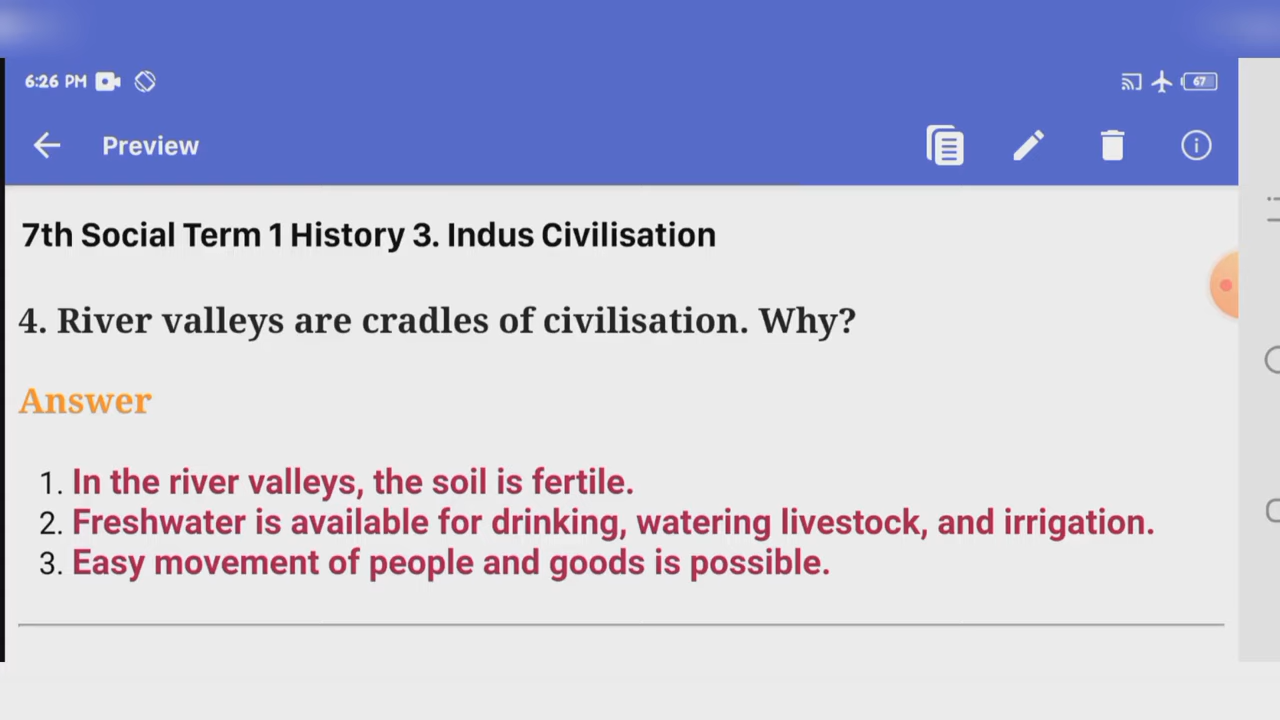 6:26 PM
67
Preview
7th Social Term 1 History 3. Indus Civilisation
4. River valleys are cradles of civilisation. Why?
Answer
1. In the river valleys, the soil is fertile.
2. Freshwater is available for drinking, watering livestock, and irrigation.
3. Easy movement of people and goods is possible.